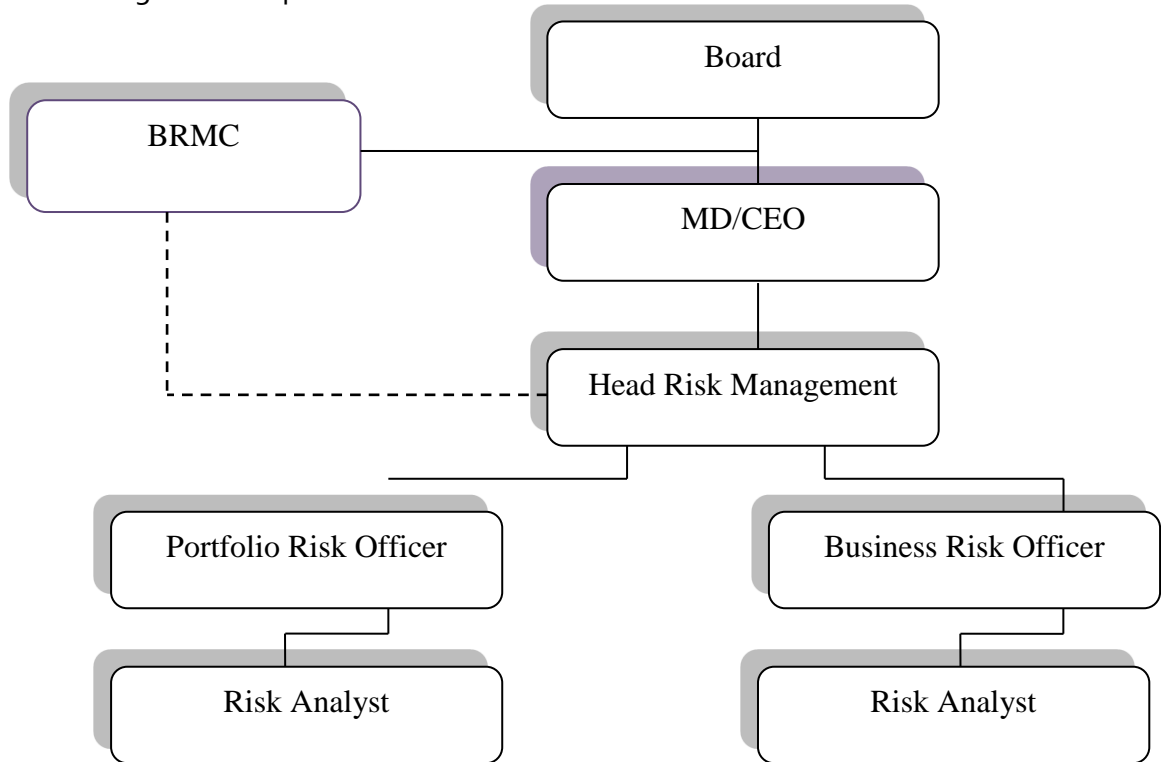 Board
BRMC
MD/CEO
Head Risk Management
Portfolio Risk Officer
Business Risk Officer
Risk Analyst
Risk Analyst